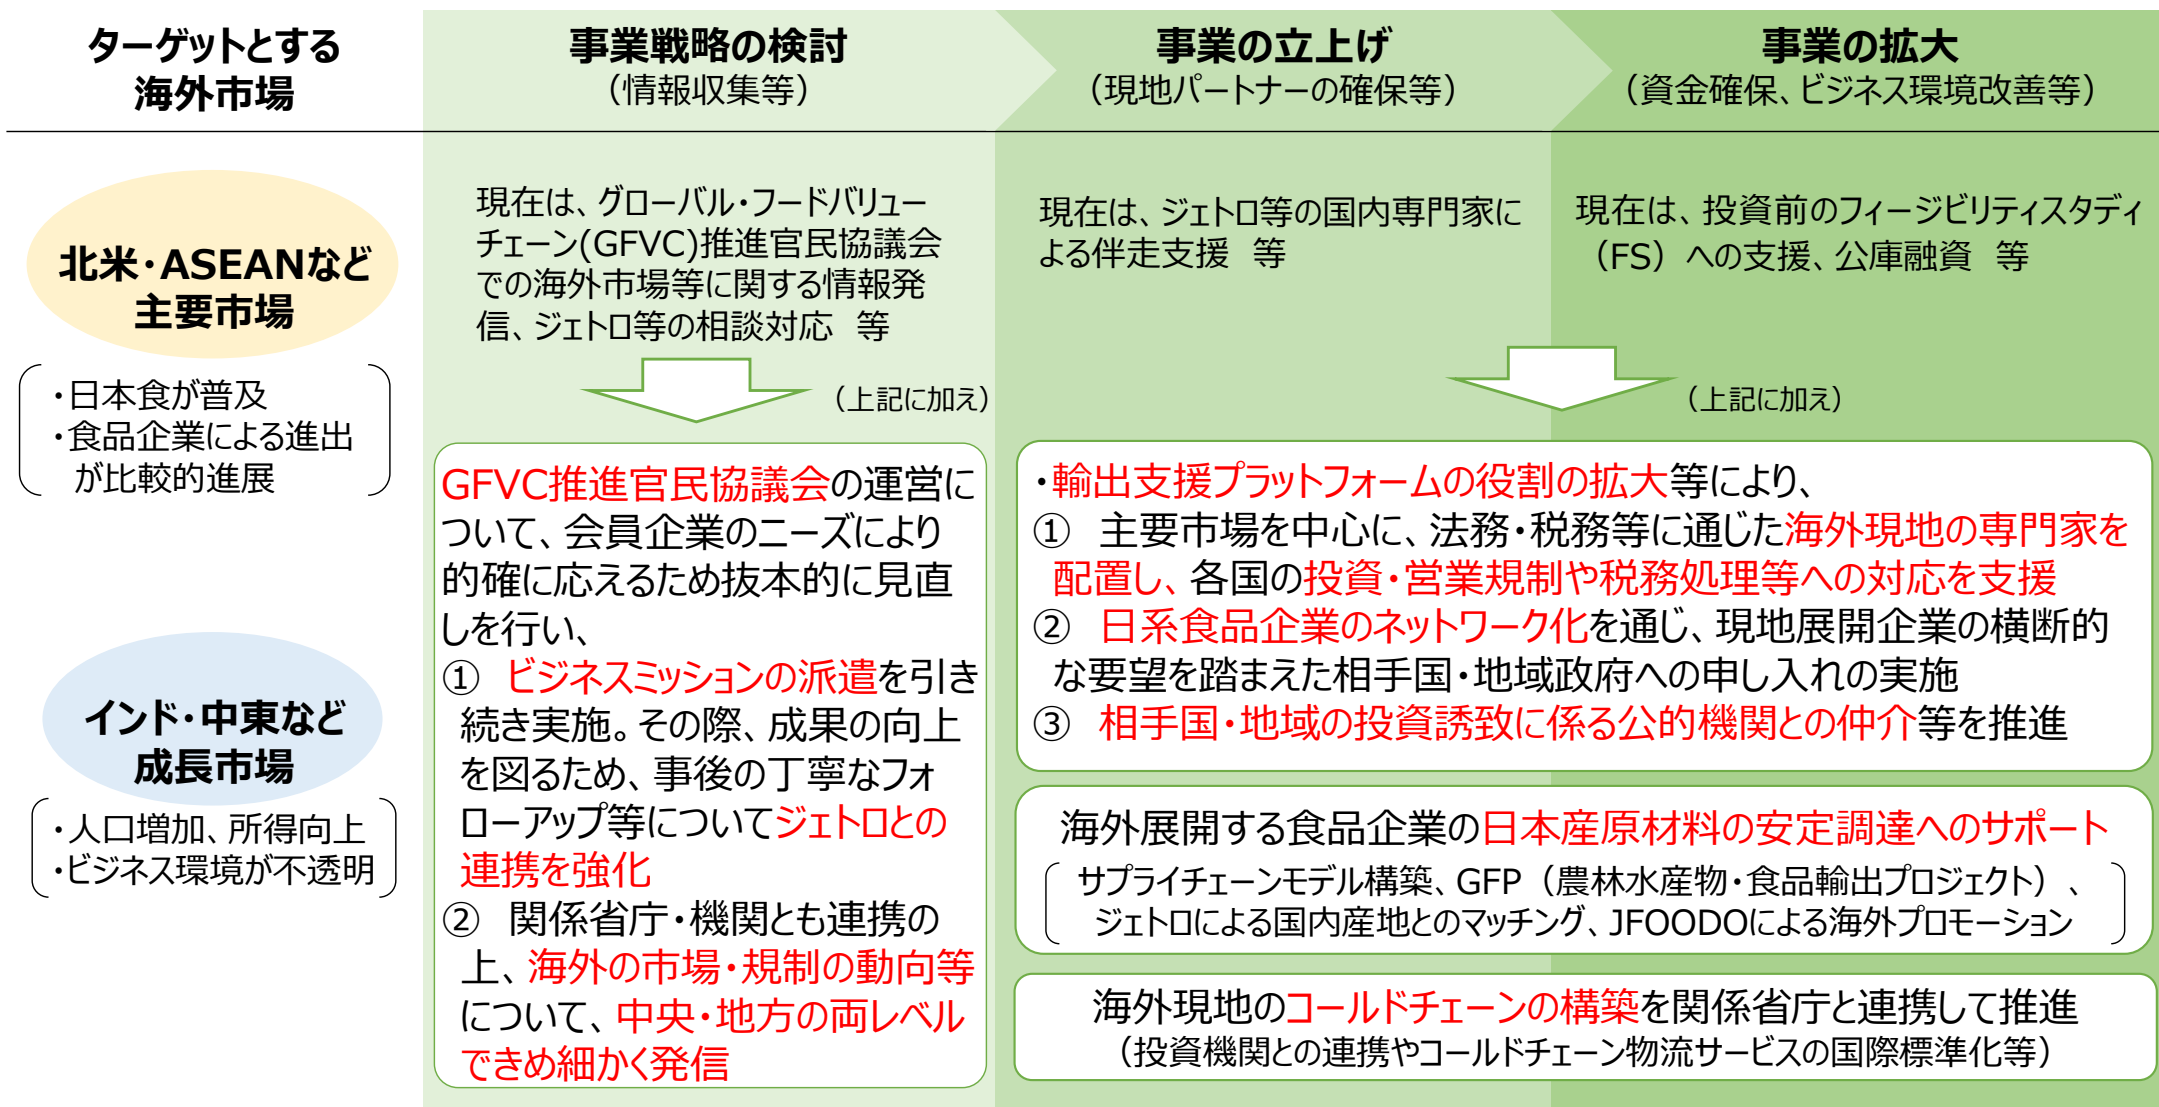 ターゲットとする
海外市場
事業戦略の検討
（情報収集等）
事業の立上げ
（現地パートナーの確保等）
事業の拡大
（資金確保、ビジネス環境改善等）
北米・ASEANなど
主要市場
・日本食が普及
・食品企業による進出
が比較的進展
インド・中東など
成長市場
・人口増加、所得向上
・ビジネス環境が不透明
現在は、グローバル・フードバリュー
チェーン(GFVC)推進官民協議会
での海外市場等に関する情報発
信、ジェトロ等の相談対応　等
（上記に加え）
GFVC推進官民協議会の運営に
ついて、会員企業のニーズにより
的確に応えるため抜本的に見直
しを行い、
①　ビジネスミッションの派遣を引き
続き実施。その際、成果の向上
を図るため、事後の丁寧なフォ
ローアップ等についてジェトロとの
連携を強化
②　関係省庁・機関とも連携の
上、海外の市場・規制の動向等
について、中央・地方の両レベル
できめ細かく発信
現在は、ジェトロ等の国内専門家に
よる伴走支援　等
現在は、投資前のフィージビリティスタディ
（FS）への支援、公庫融資　等
（上記に加え）
・輸出支援プラットフォームの役割の拡大等により、
①　主要市場を中心に、法務・税務等に通じた海外現地の専門家を
配置し、各国の投資・営業規制や税務処理等への対応を支援
②　日系食品企業のネットワーク化を通じ、現地展開企業の横断的
な要望を踏まえた相手国・地域政府への申し入れの実施
③　相手国・地域の投資誘致に係る公的機関との仲介等を推進
海外展開する食品企業の日本産原材料の安定調達へのサポート
サプライチェーンモデル構築、GFP（農林水産物・食品輸出プロジェクト）、
ジェトロによる国内産地とのマッチング、JFOODOによる海外プロモーション
海外現地のコールドチェーンの構築を関係省庁と連携して推進
（投資機関との連携やコールドチェーン物流サービスの国際標準化等）